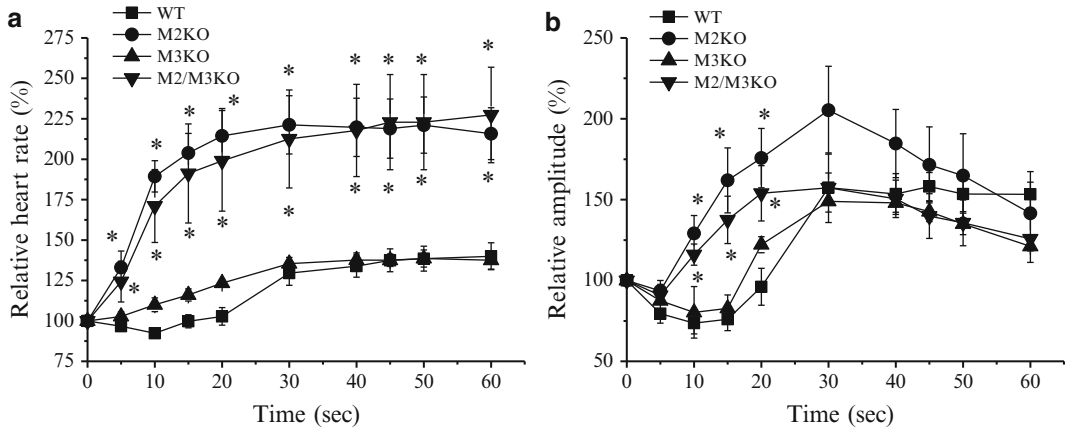 a
WT
M2KO
M3KO
M2/M3KO
Relative heart rate (%)
275
250
225
200
175
150
125
100
75
* * * * * * * * *
* * * * * * * * *
0 10 20 30 40 50 60
Time (sec)
b
WT
M2KO
M3KO
M2/M3KO
Relative amplitude (%)
250
200
150
100
50
* * *
* * *
0 10 20 30 40 50 60
Time (sec)